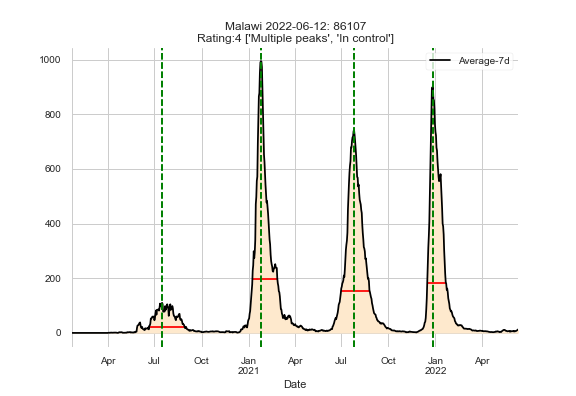 Malawi 2022-06-12: 86107
Rating:4 ['Multiple peaks', 'In control']
Average-7d
1000
800
600
400
200
0
Apr Jul Oct Jan Apr Jul Oct Jan Apr
2021 2022
Date